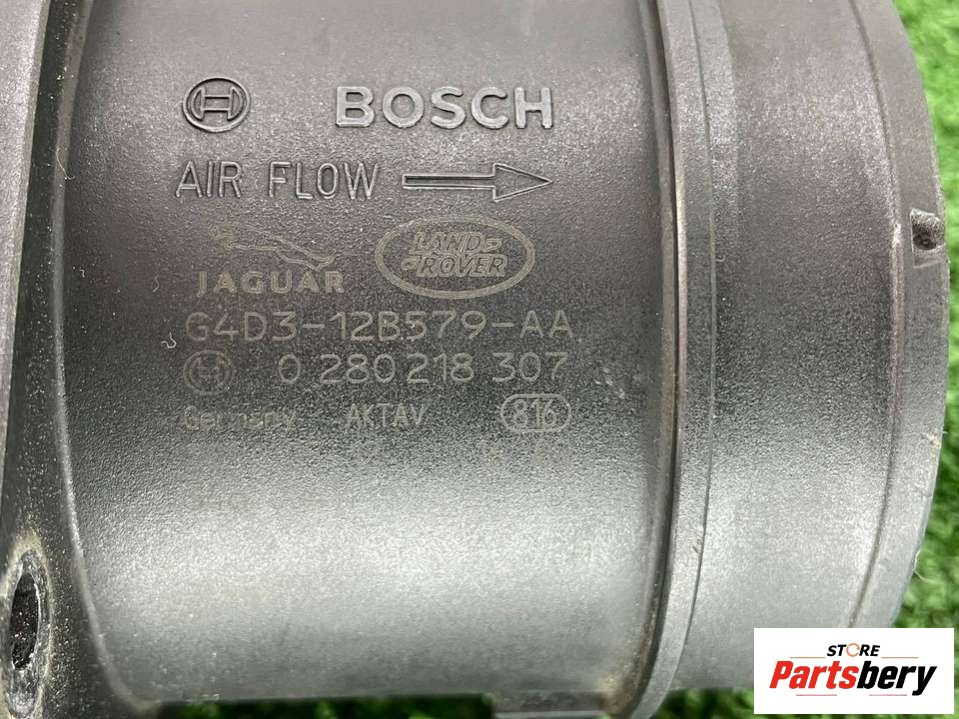 BOSCH
AIR FLOW
JAGUAR
LAND-
-ROVER
G4D3-12B579-AA
0 280 218 307
Germany AKTAV 816
STORE
Partsbery